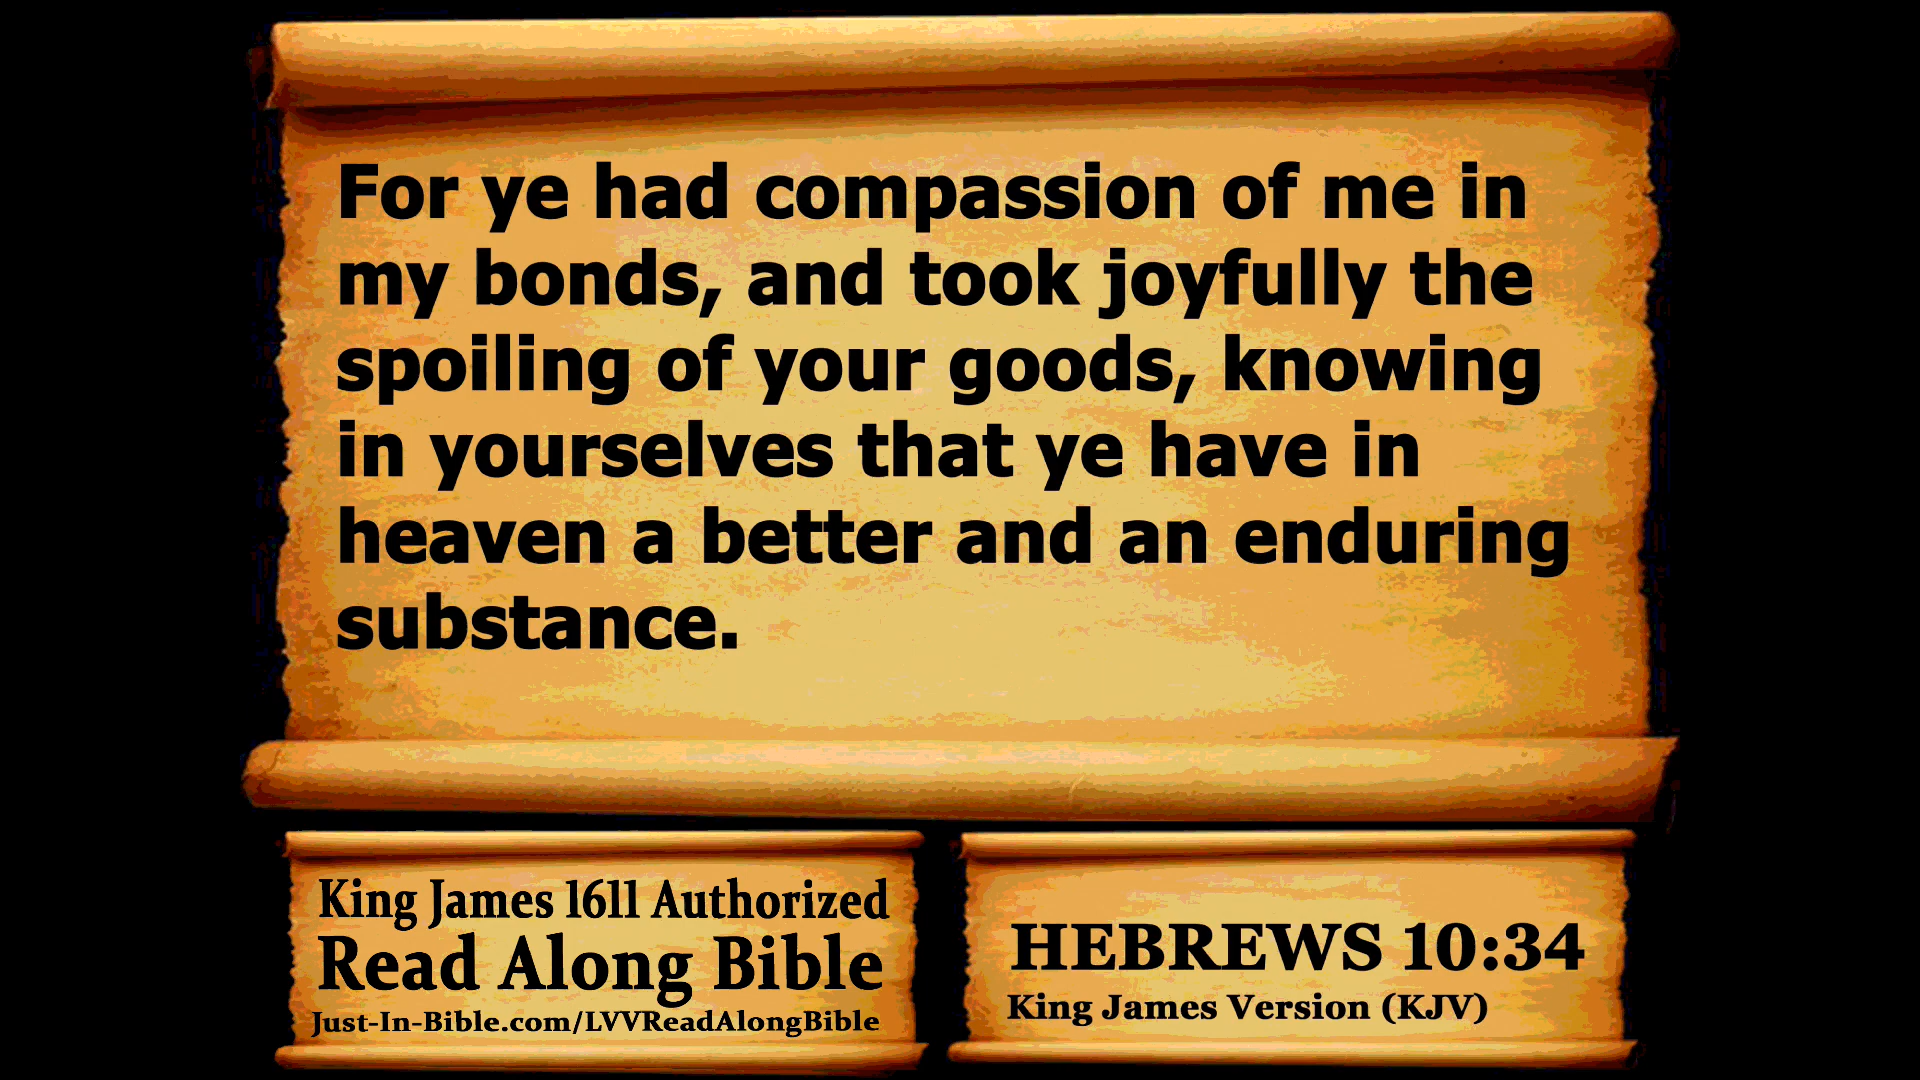 For ye had compassion of me in
my bonds, and took joyfully the
spoiling of your goods, knowing
in yourselves that ye have in
heaven a better and an enduring
substance.
King James 1611 Authorized
Read Along Bible
Just-In-Bible.com/LVVReadAlongBible
HEBREWS 10:34
King James Version (KJV)